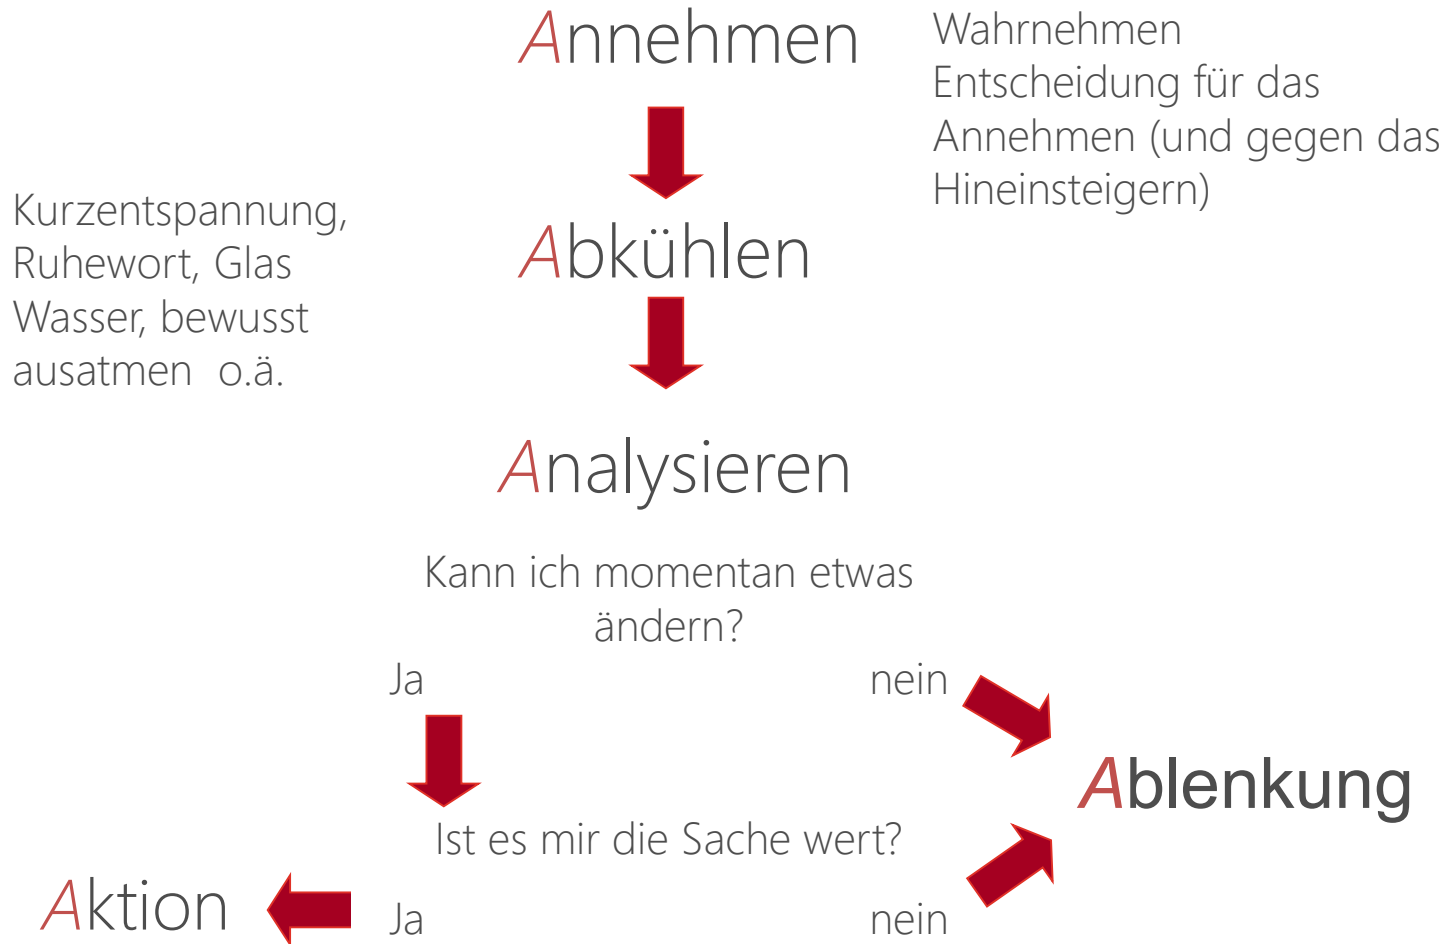 Annehmen
Wahrnehmen
Entscheidung für das
Annehmen (und gegen das
Hineinsteigern)
Kurzentspannung,
Ruhewort, Glas
Wasser, bewusst
ausatmen o.ä.
Abkühlen
Analysieren
Kann ich momentan etwas
ändern?
Ja
nein
Ablenkung
Ist es mir die Sache wert?
Aktion
Ja
nein